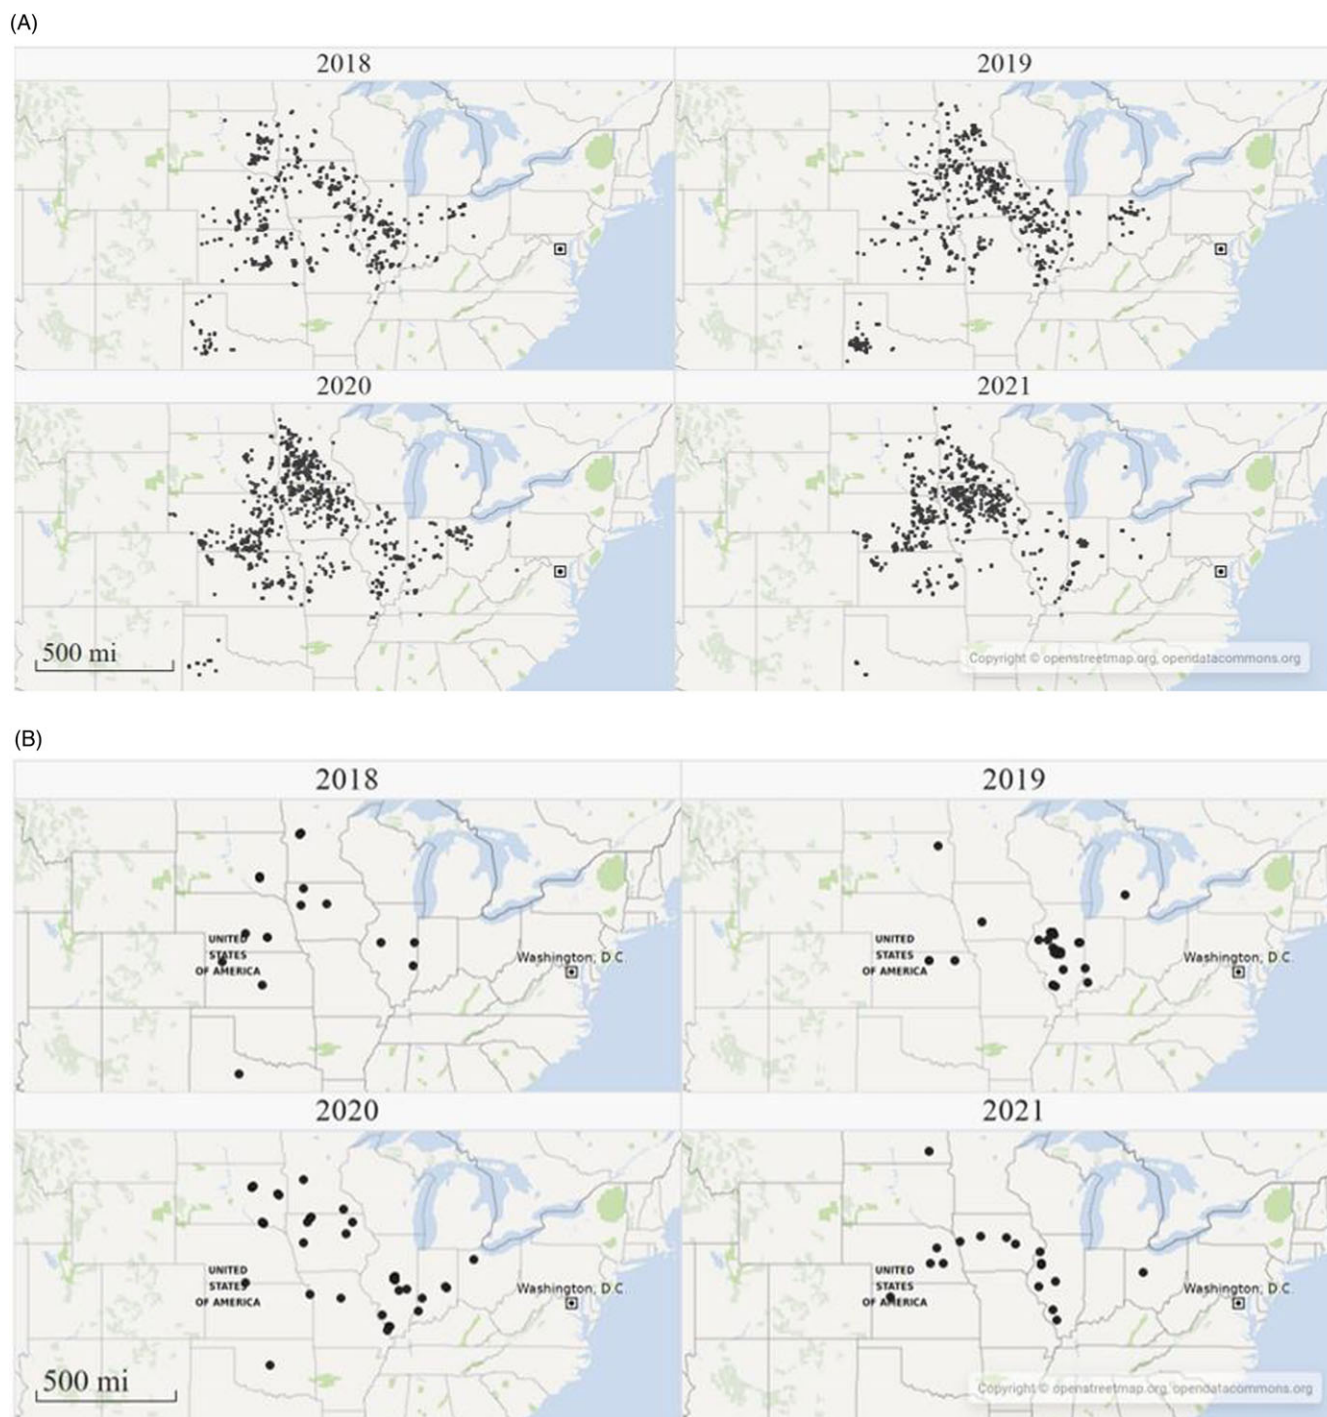 (A)
2018 2019
2020 2021
500 mi
Copyright © openstreetmap.org, opendatacommons.org
(B)
2018 2019
UNITED
STATES
OF AMERICA
Washington, D.C.
UNITED
STATES
OF AMERICA
Washington, D.C.
2020 2021
UNITED
STATES
OF AMERICA
Washington, D.C.
UNITED
STATES
OF AMERICA
Washington, D.C.
500 mi
Copyright © openstreetmap.org, opendatacommons.org